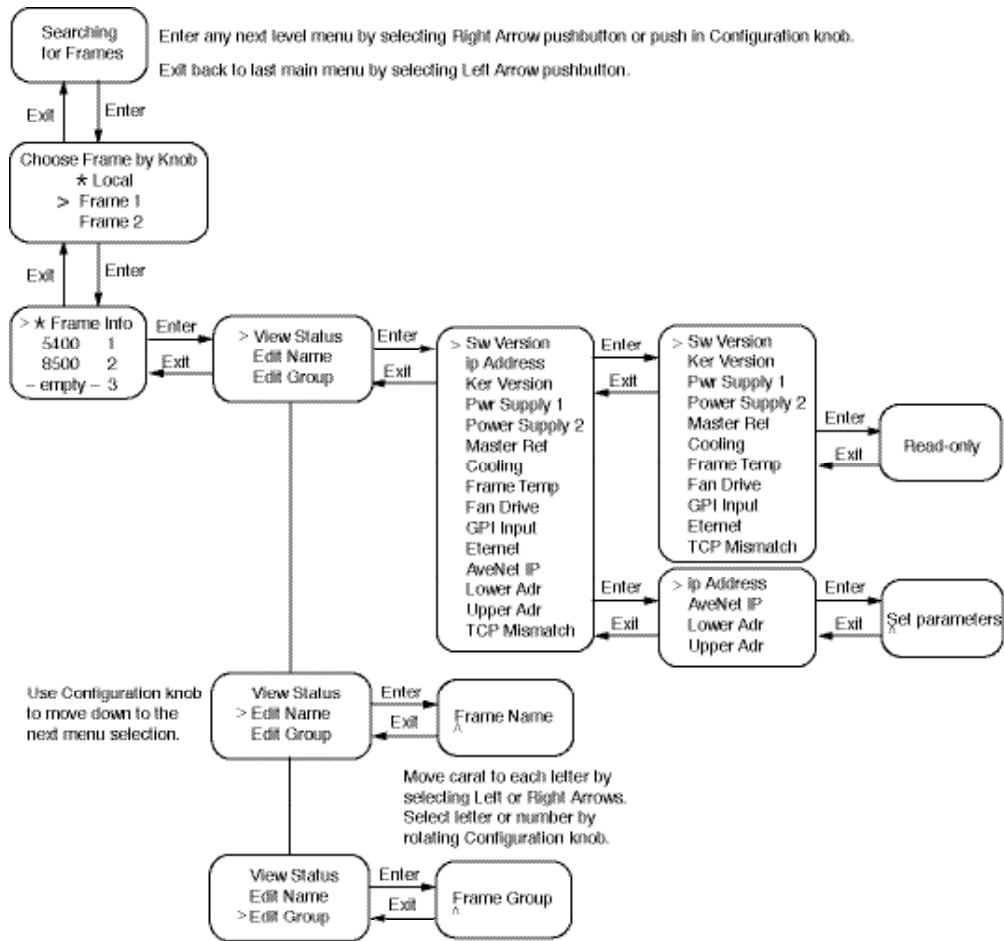 Searching
for Frames
Enter any next level menu by selecting Right Arrow pushbutton or push in Configuration knob.
Exit back to last main menu by selecting Left Arrow pushbutton.
Exit
Enter
Choose Frame by Knob
* Local
> Frame 1
Frame 2
Exit
Enter
> * Frame Info
5400 1
8500 2
– empty – 3
Enter
Exit
> View Status
Edit Name
Edit Group
Enter
Exit
> Sw Version
ip Address
Ker Version
Pwr Supply 1
Power Supply 2
Master Ref
Cooling
Frame Temp
Fan Drive
GPI Input
Eternet
AveNet IP
Lower Adr
Upper Adr
TCP Mismatch
Enter
Exit
> Sw Version
Ker Version
Pwr Supply 1
Power Supply 2
Master Ref
Cooling
Frame Temp
Fan Drive
GPI Input
Eternet
TCP Mismatch
Enter
Exit
Read-only
Enter
Exit
> ip Address
AveNet IP
Lower Adr
Upper Adr
Enter
Exit
Set parameters
^
Use Configuration knob
to move down to the
next menu selection.
View Status
> Edit Name
Edit Group
Enter
Exit
Frame Name
^
Move carat to each letter by
selecting Left or Right Arrows.
Select letter or number by
rotating Configuration knob.
View Status
Edit Name
> Edit Group
Enter
Exit
Frame Group
^